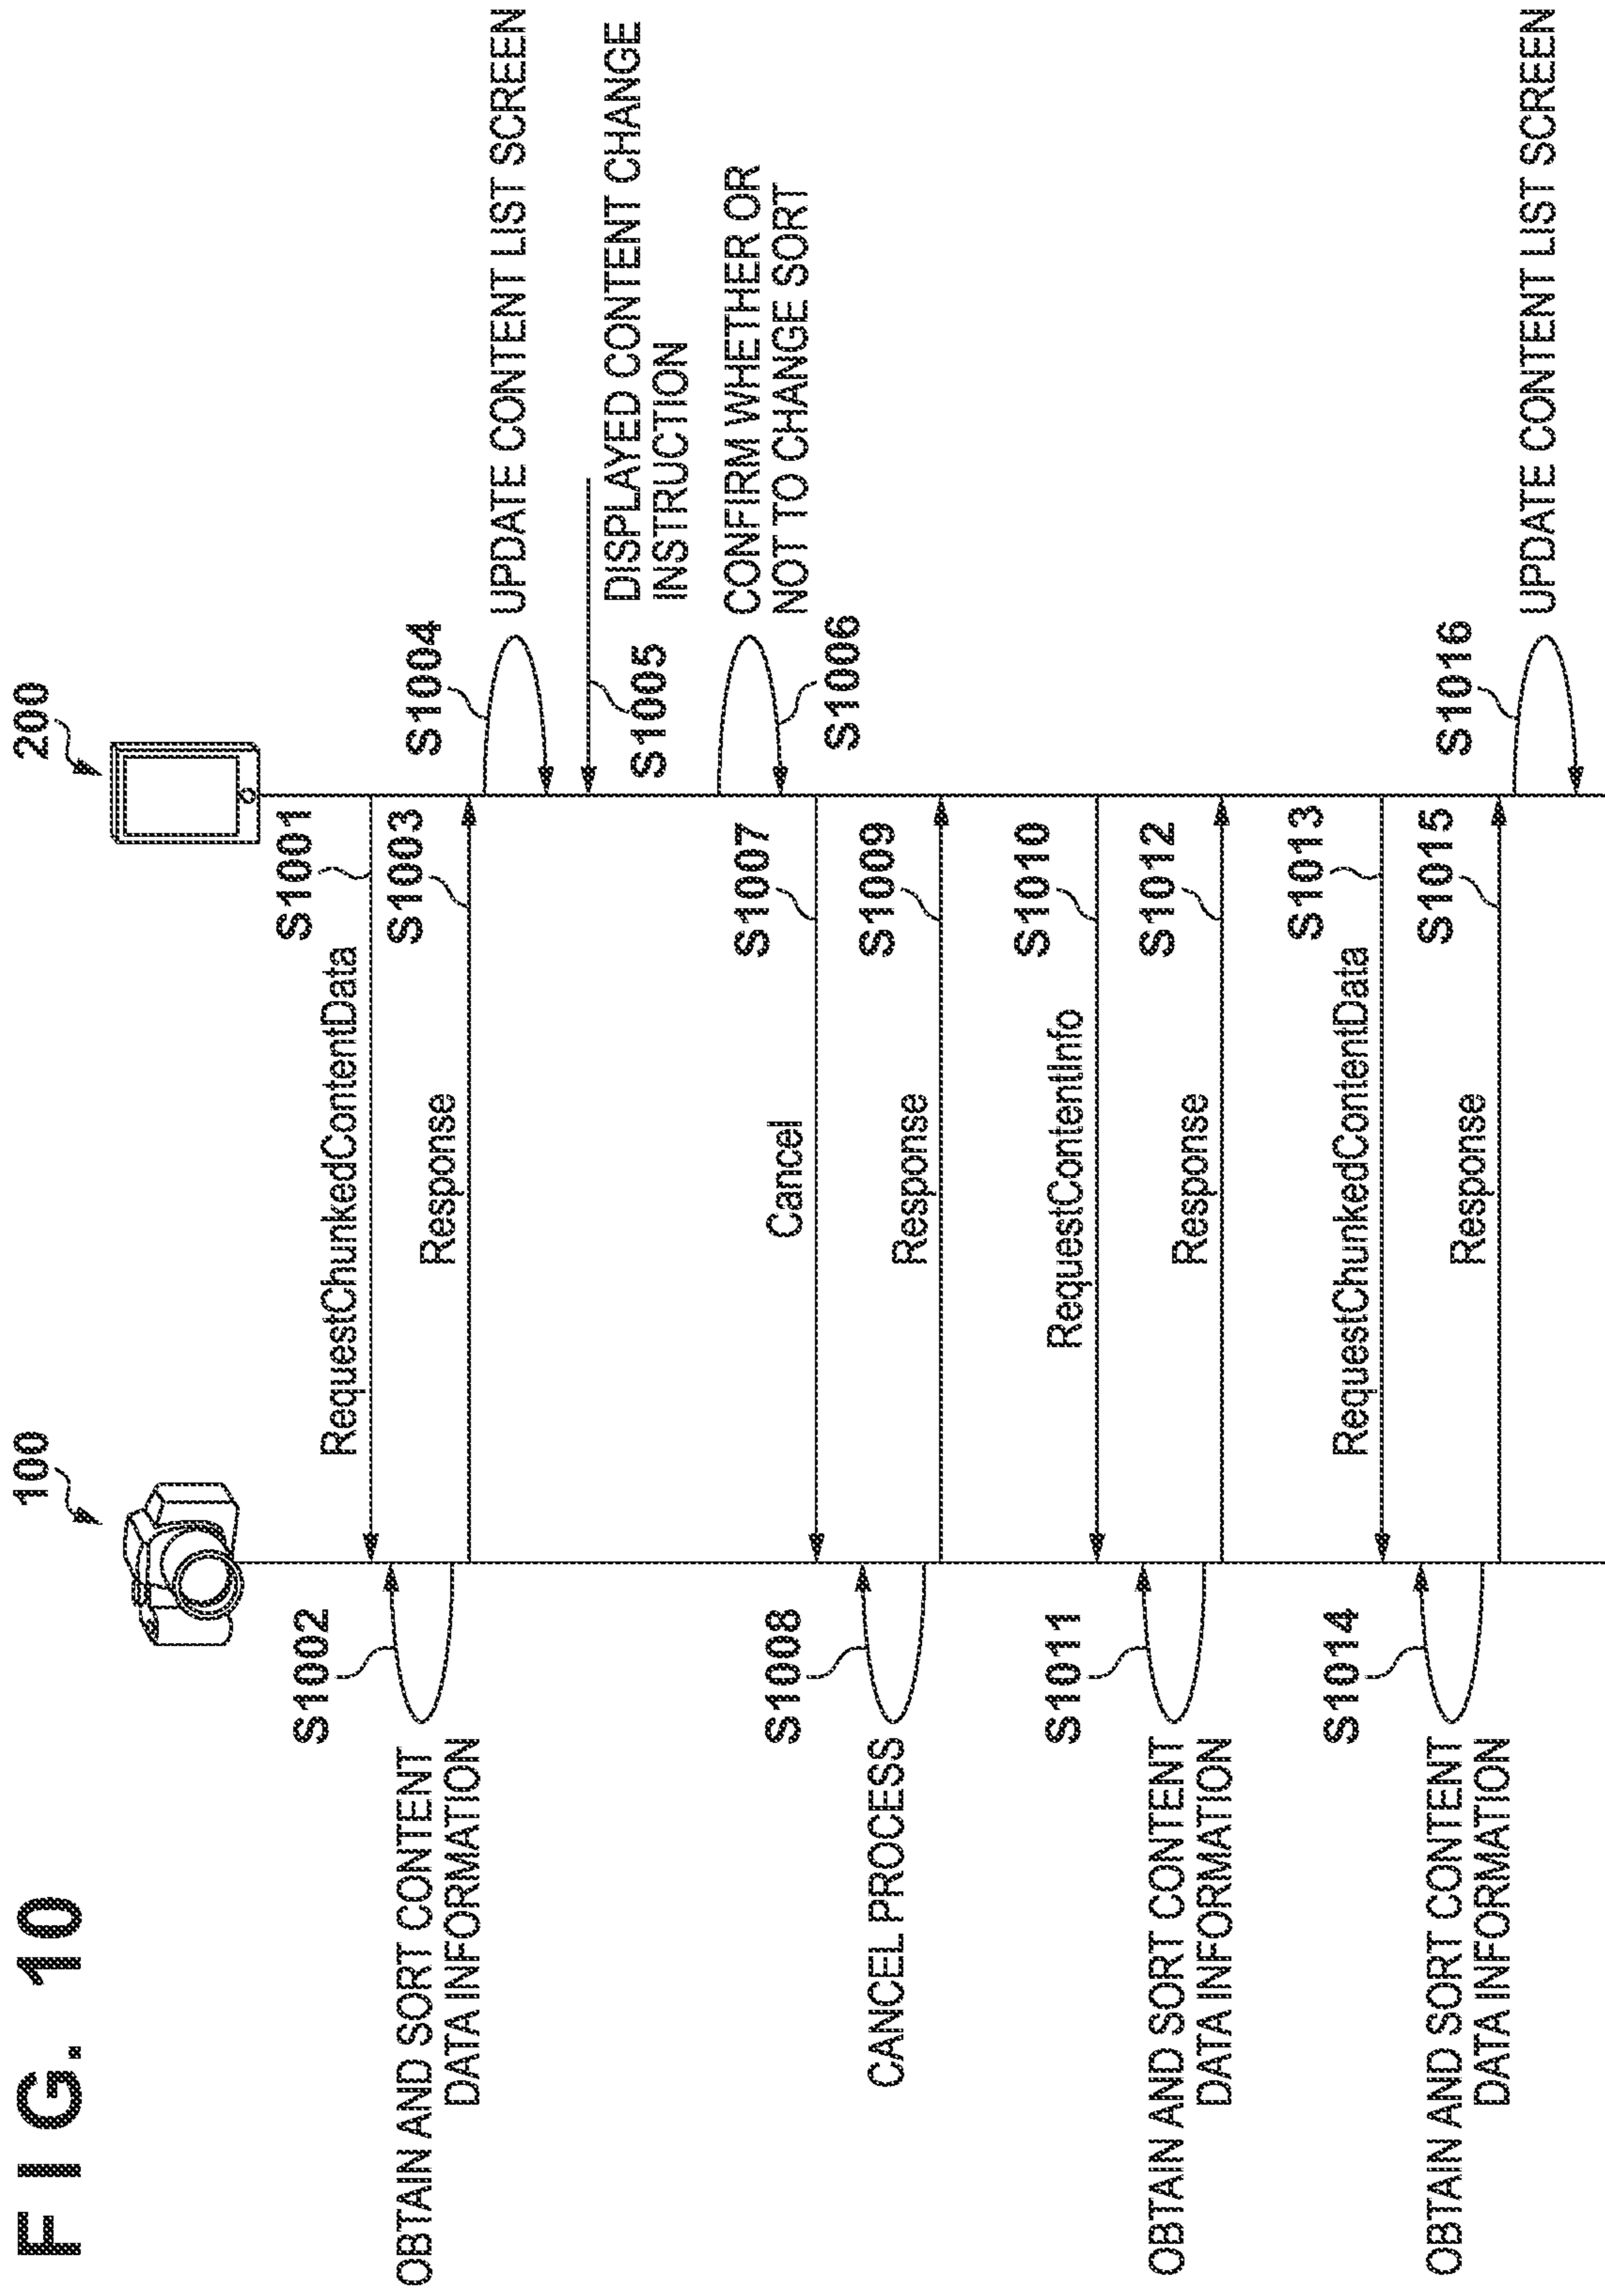 FIG. 10
100
200
S1001
RequestChunkedContentData
S1002
OBTAIN AND SORT CONTENT
DATA INFORMATION
S1003
Response
S1004
UPDATE CONTENT LIST SCREEN
S1005
DISPLAYED CONTENT CHANGE
INSTRUCTION
CONFIRM WHETHER OR
NOT TO CHANGE SORT
S1006
S1007
Cancel
S1008
CANCEL PROCESS
S1009
Response
S1010
RequestContentInfo
S1011
OBTAIN AND SORT CONTENT
DATA INFORMATION
S1012
Response
S1013
RequestChunkedContentData
S1014
OBTAIN AND SORT CONTENT
DATA INFORMATION
S1015
Response
S1016
UPDATE CONTENT LIST SCREEN